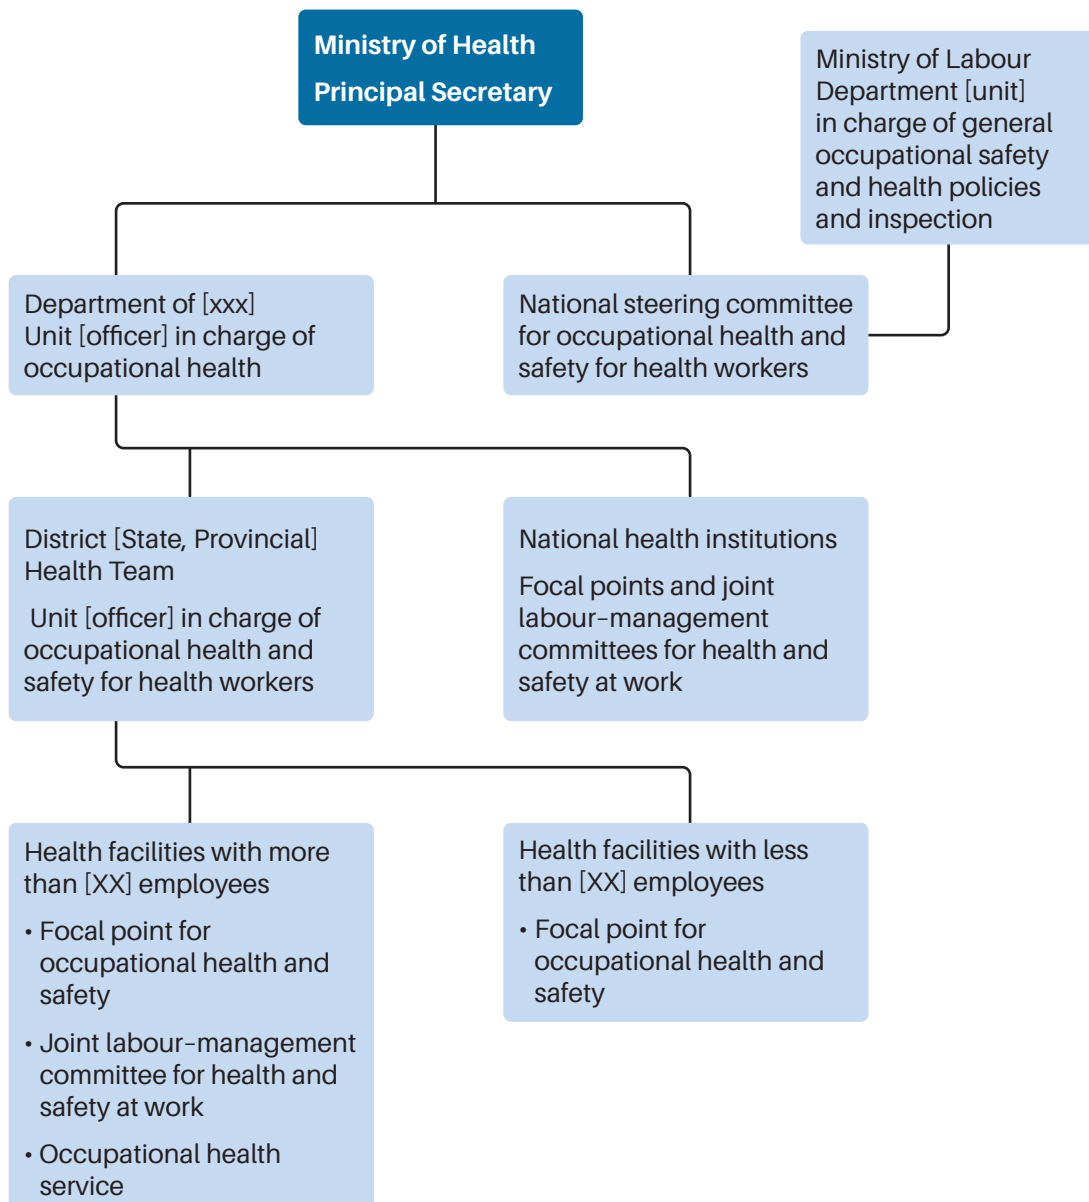 Ministry of Health
Principal Secretary
Ministry of Labour
Department [unit]
in charge of general
occupational safety
and health policies
and inspection
Department of [xxx]
Unit [officer] in charge of
occupational health
National steering committee
for occupational health and
safety for health workers
District [State, Provincial]
Health Team
Unit [officer] in charge of
occupational health and
safety for health workers
National health institutions
Focal points and joint
labour–management
committees for health and
safety at work
Health facilities with more
than [XX] employees
• Focal point for
occupational health and
safety
• Joint labour–management
committee for health and
safety at work
• Occupational health
service
Health facilities with less
than [XX] employees
• Focal point for
occupational health and
safety